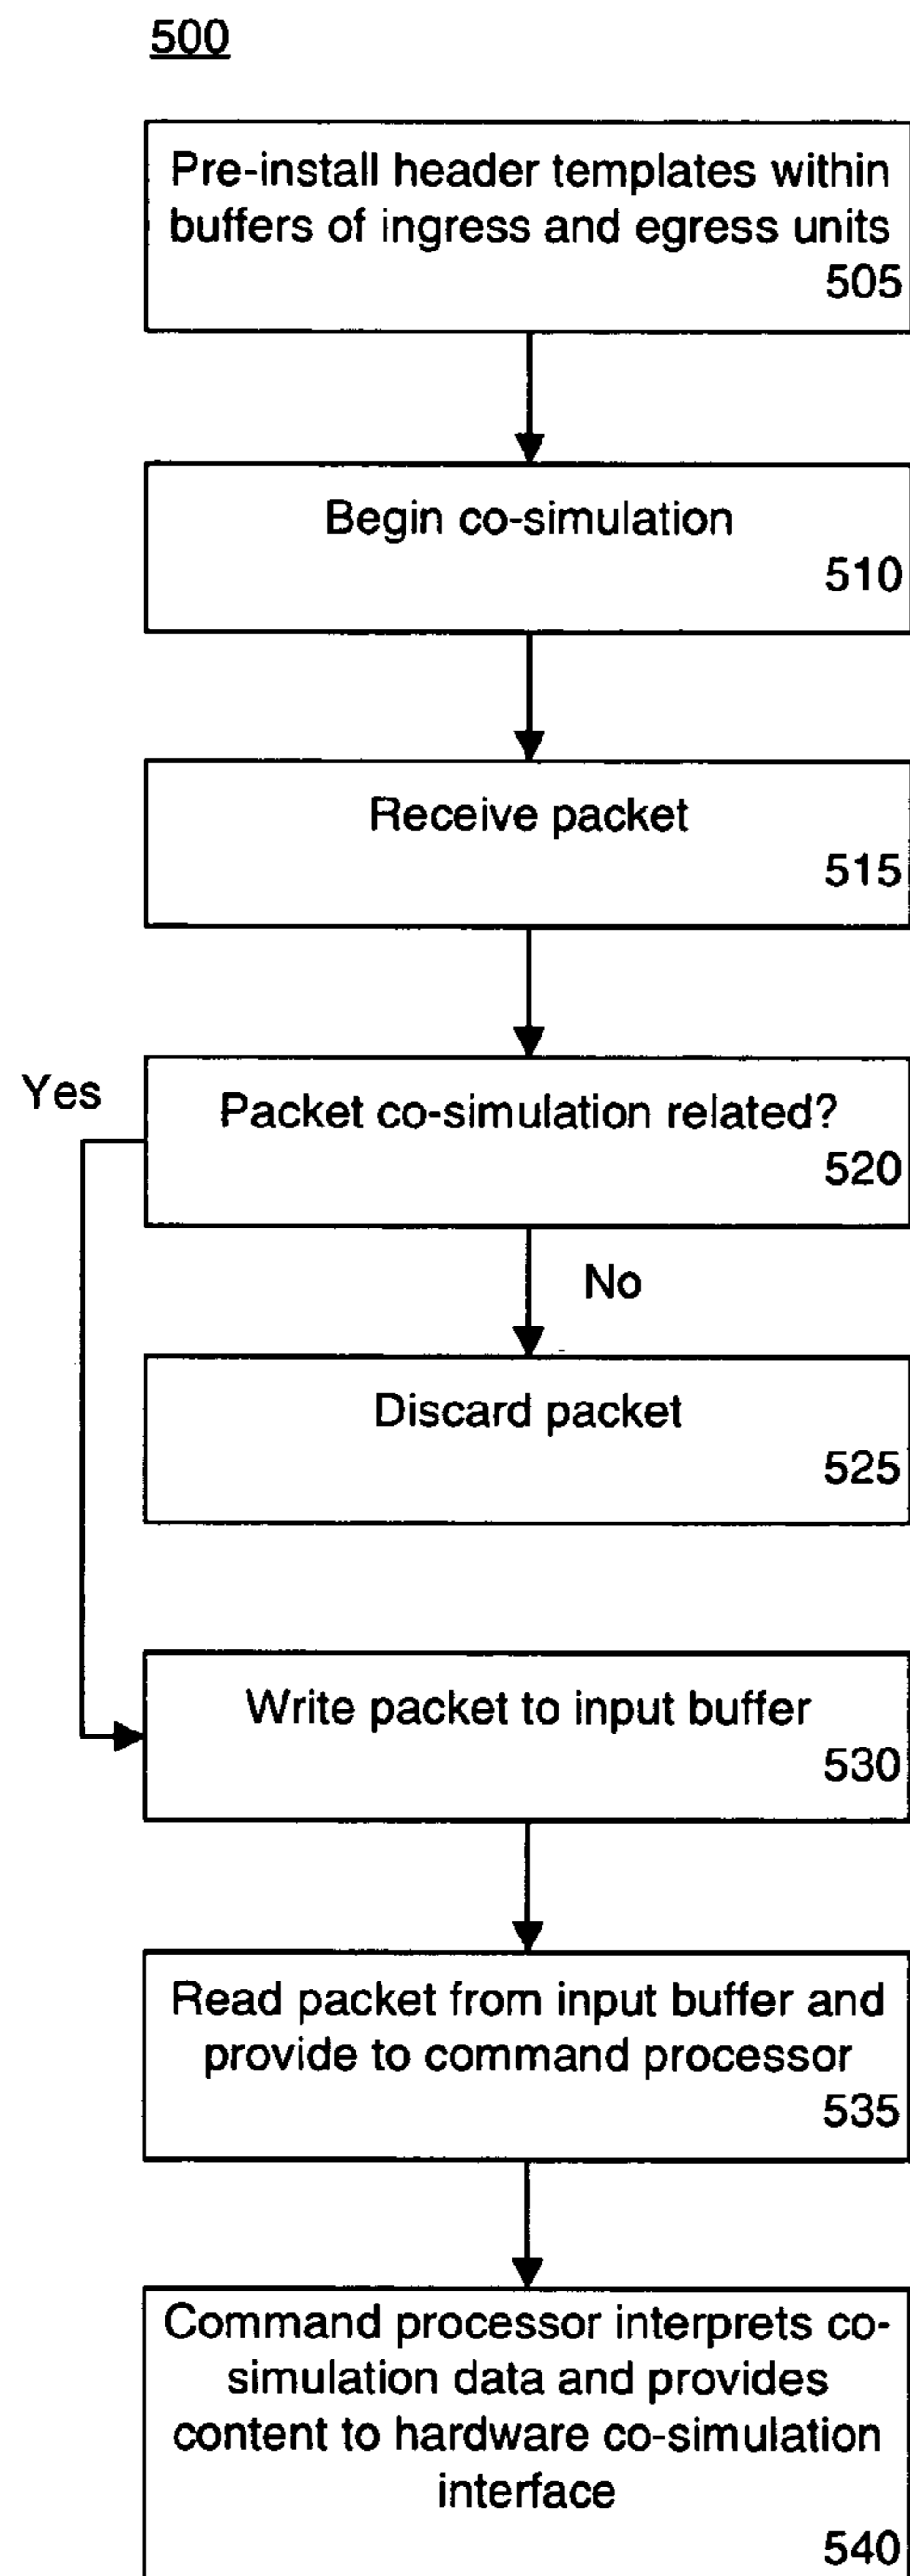 500
Pre-install header templates within
buffers of ingress and egress units
505
Begin co-simulation
510
Receive packet
515
Yes
Packet co-simulation related?
520
No
Discard packet
525
Write packet to input buffer
530
Read packet from input buffer and
provide to command processor
535
Command processor interprets co-
simulation data and provides
content to hardware co-simulation
interface
540